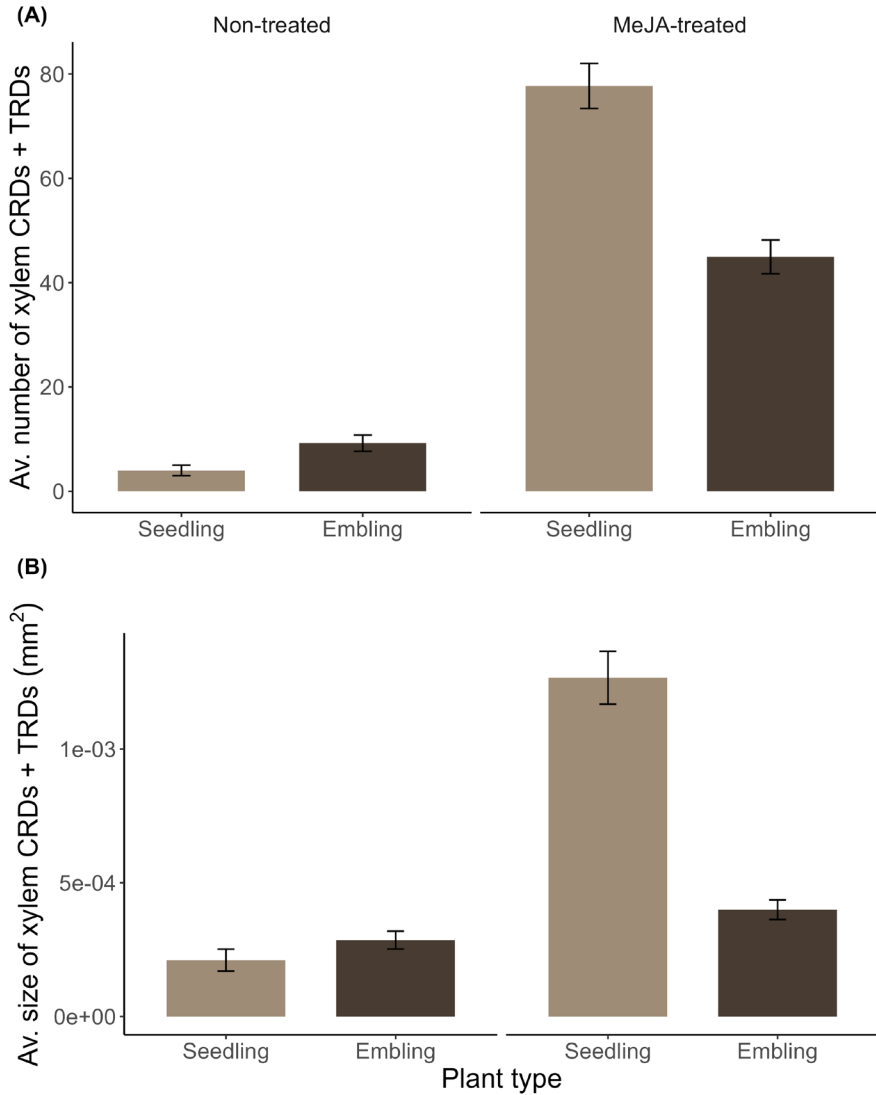 (A)
Non-treated MeJA-treated
Av. number of xylem CRDs + TRDs
80
60
40
20
0
Seedling Embling Seedling Embling
(B)
Av. size of xylem CRDs + TRDs (mm²)
1e-03
5e-04
0e+00
Seedling Embling Seedling Embling
Plant type